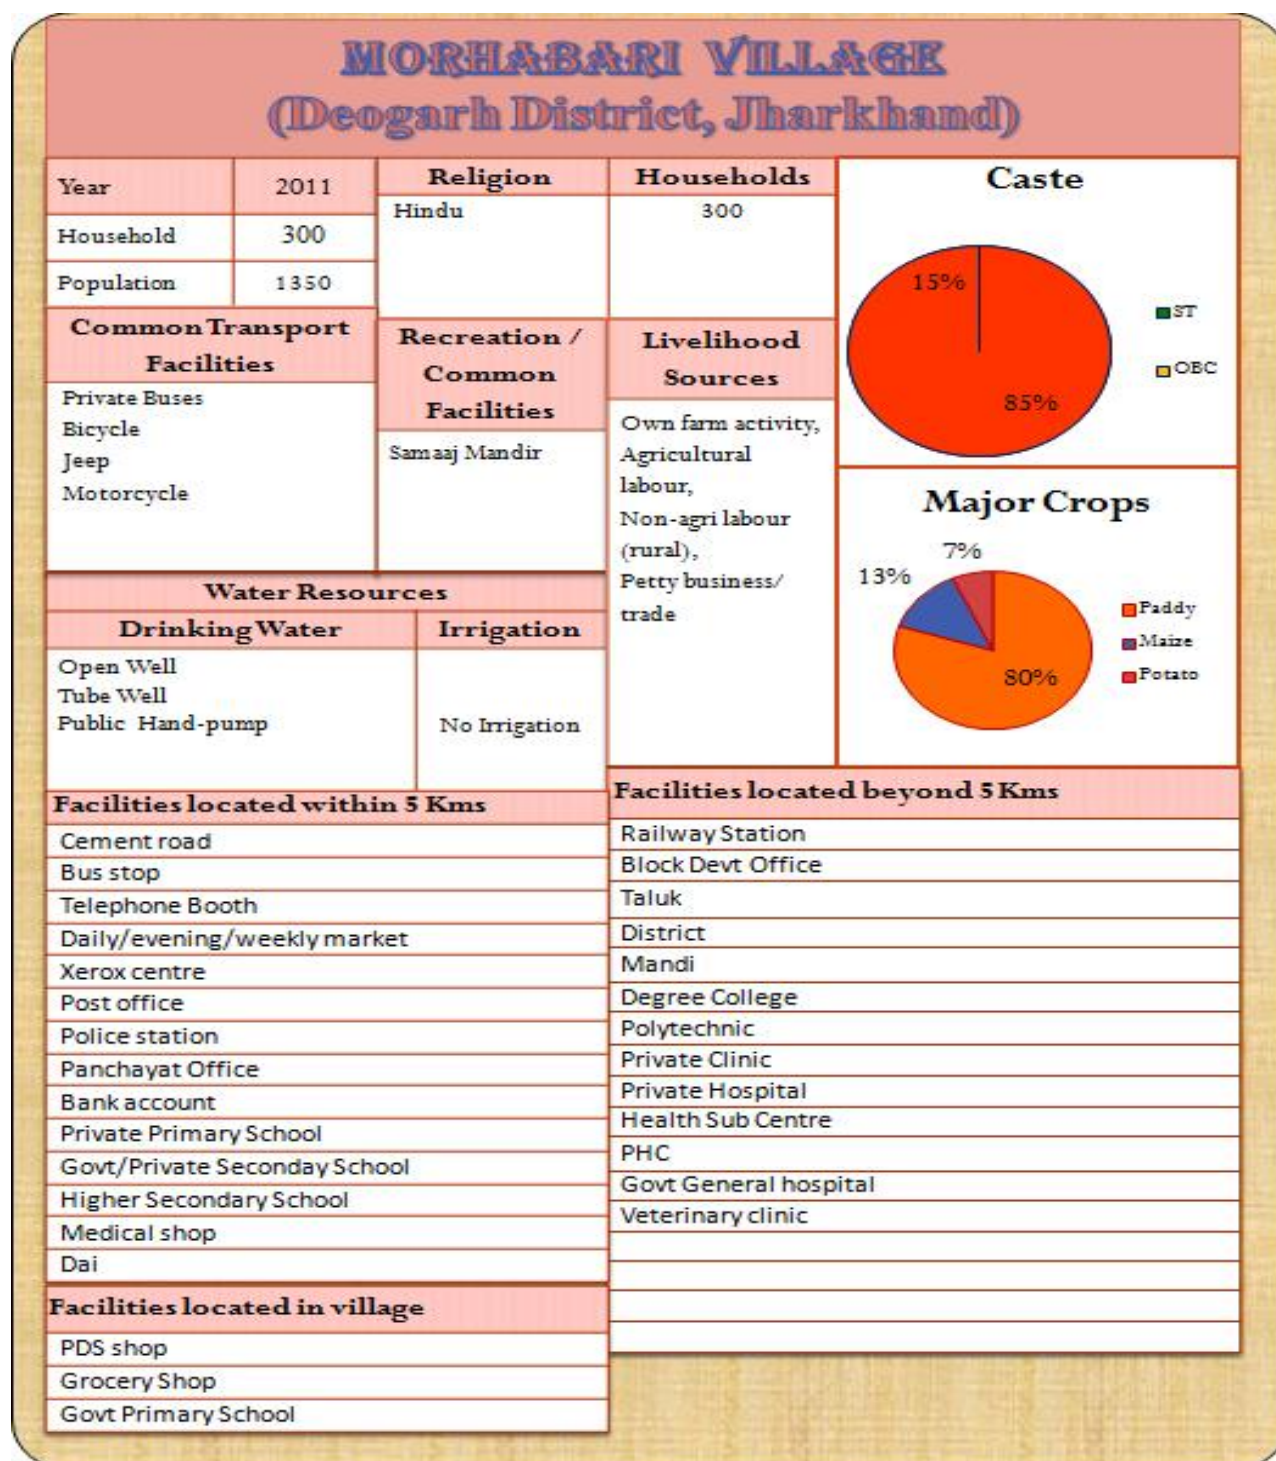 MORHABARI VILLAGE
(Deogarh District, Jharkhand)
Year 2011
Household 300
Population 1350
Religion
Hindu
Households
300
Caste
15%
85%
ST
OBC
Common Transport
Facilities
Private Buses
Bicycle
Jeep
Motorcycle
Recreation /
Common
Facilities
Samaaj Mandir
Livelihood
Sources
Own farm activity,
Agricultural
labour,
Non-agri labour
(rural),
Petty business/
trade
Major Crops
7%
13%
80%
Paddy
Maize
Potato
Water Resources
Drinking Water
Open Well
Tube Well
Public Hand-pump
Irrigation
No Irrigation
Facilities located within 5 Kms
Cement road
Bus stop
Telephone Booth
Daily/evening/weekly market
Xerox centre
Post office
Police station
Panchayat Office
Bank account
Private Primary School
Govt/Private Seconday School
Higher Secondary School
Medical shop
Dai
Facilities located in village
PDS shop
Grocery Shop
Govt Primary School
Facilities located beyond 5 Kms
Railway Station
Block Devt Office
Taluk
District
Mandi
Degree College
Polytechnic
Private Clinic
Private Hospital
Health Sub Centre
PHC
Govt General hospital
Veterinary clinic